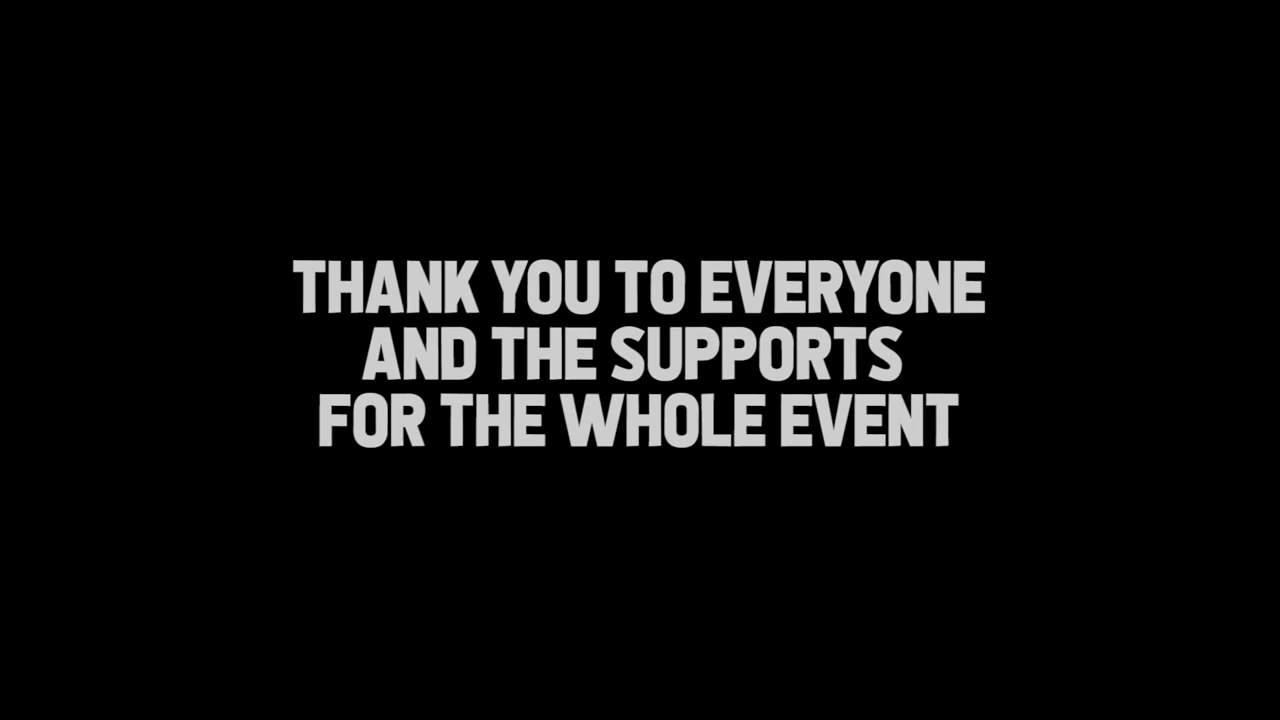 THANK YOU TO EVERYONE
AND THE SUPPORTS
FOR THE WHOLE EVENT